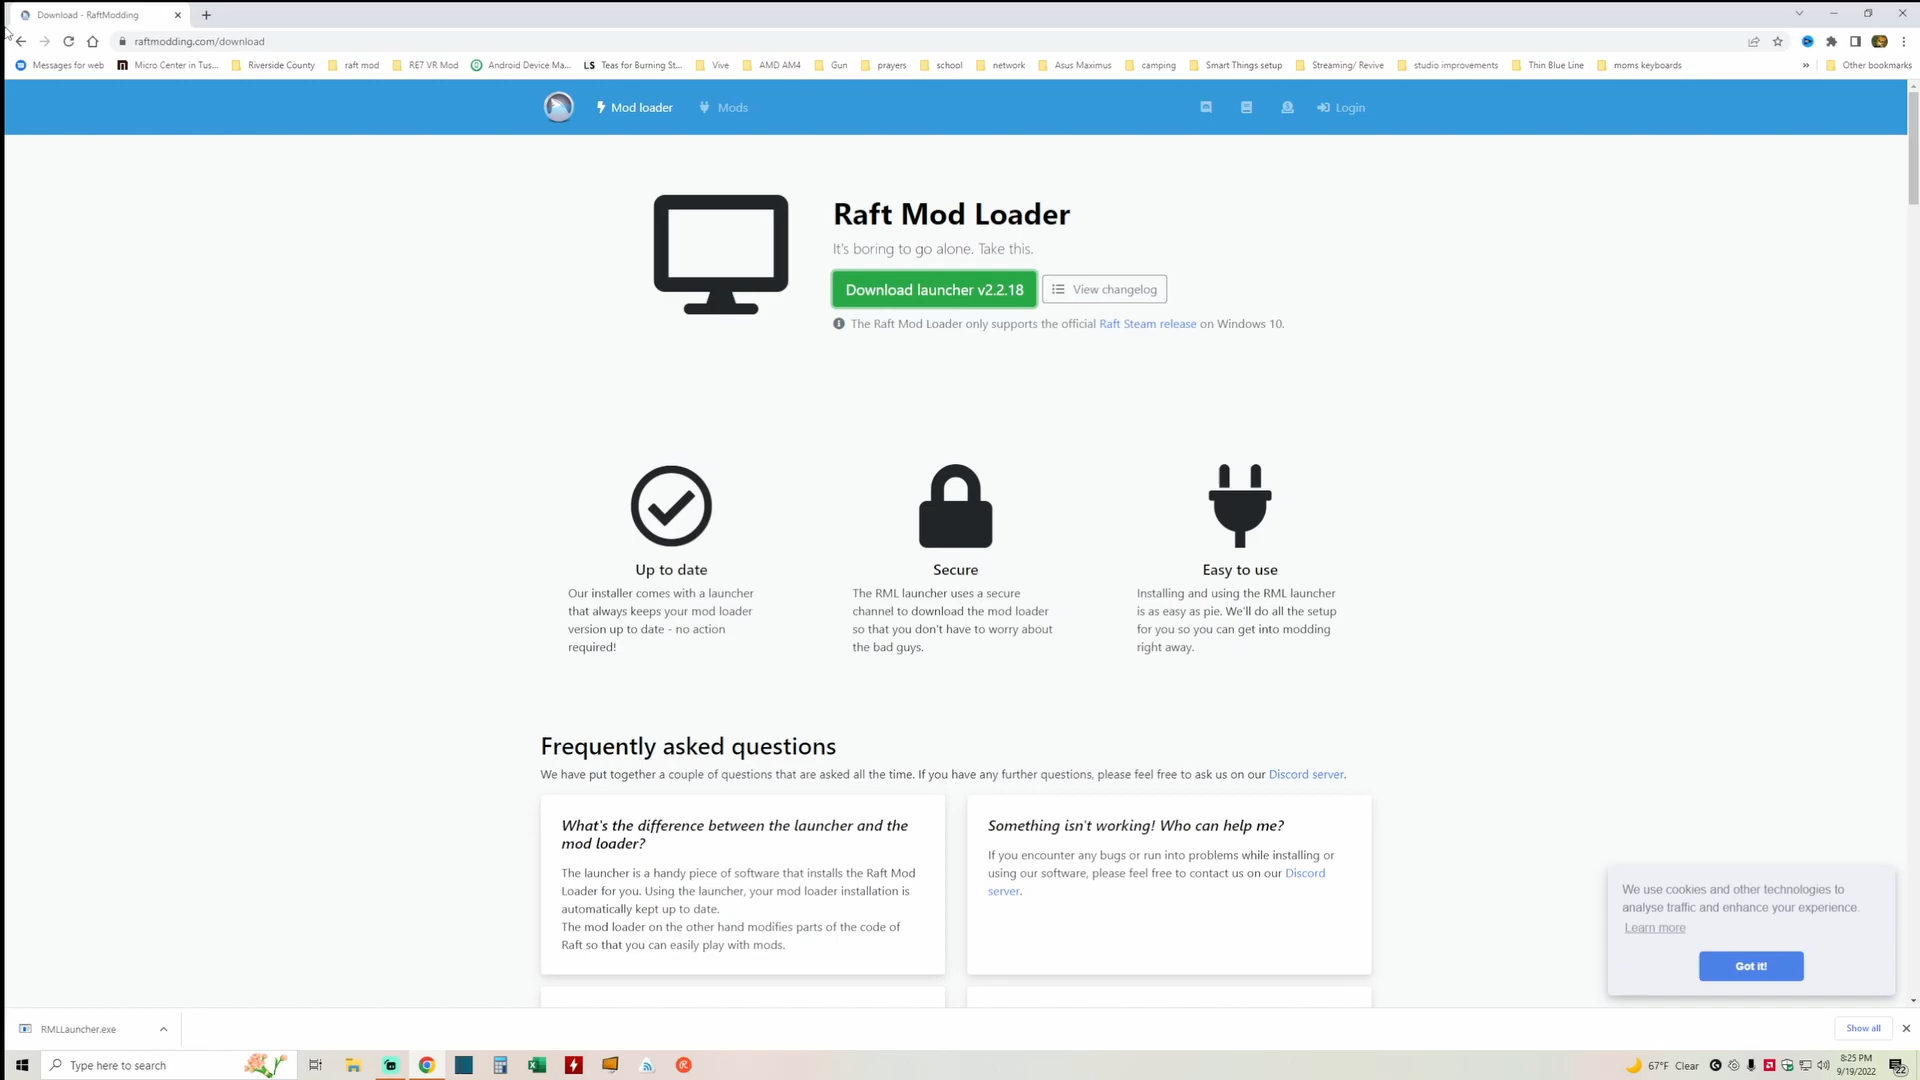 Download - RaftModding
raftmodding.com/download
Messages for web
Micro Center in Tus...
Riverside County
raft mod
RE7 VR Mod
Android Device Ma...
LS Teas for Burning St...
Vive
AMD AM4
Gun
prayers
school
network
Asus Maximus
camping
Smart Things setup
Streaming/ Revive
studio improvements
Thin Blue Line
moms keyboards
»
Other bookmarks
Mod loader
Mods
Login
Raft Mod Loader
It's boring to go alone. Take this.
Download launcher v2.2.18
View changelog
The Raft Mod Loader only supports the official Raft Steam release on Windows 10.
Up to date
Our installer comes with a launcher
that always keeps your mod loader
version up to date - no action
required!
Secure
The RML launcher uses a secure
channel to download the mod loader
so that you don't have to worry about
the bad guys.
Easy to use
Installing and using the RML launcher
is as easy as pie. We'll do all the setup
for you so you can get into modding
right away.
Frequently asked questions
We have put together a couple of questions that are asked all the time. If you have any further questions, please feel free to ask us on our Discord server.
What's the difference between the launcher and the
mod loader?
The launcher is a handy piece of software that installs the Raft Mod
Loader for you. Using the launcher, your mod loader installation is
automatically kept up to date.
The mod loader on the other hand modifies parts of the code of
Raft so that you can easily play with mods.
Something isn't working! Who can help me?
If you encounter any bugs or run into problems while installing or
using our software, please feel free to contact us on our Discord
server.
We use cookies and other technologies to
analyse traffic and enhance your experience.
Learn more
Got it!
RMLLauncher.exe
Show all
Type here to search
67°F Clear
8:25 PM
9/19/2022
22